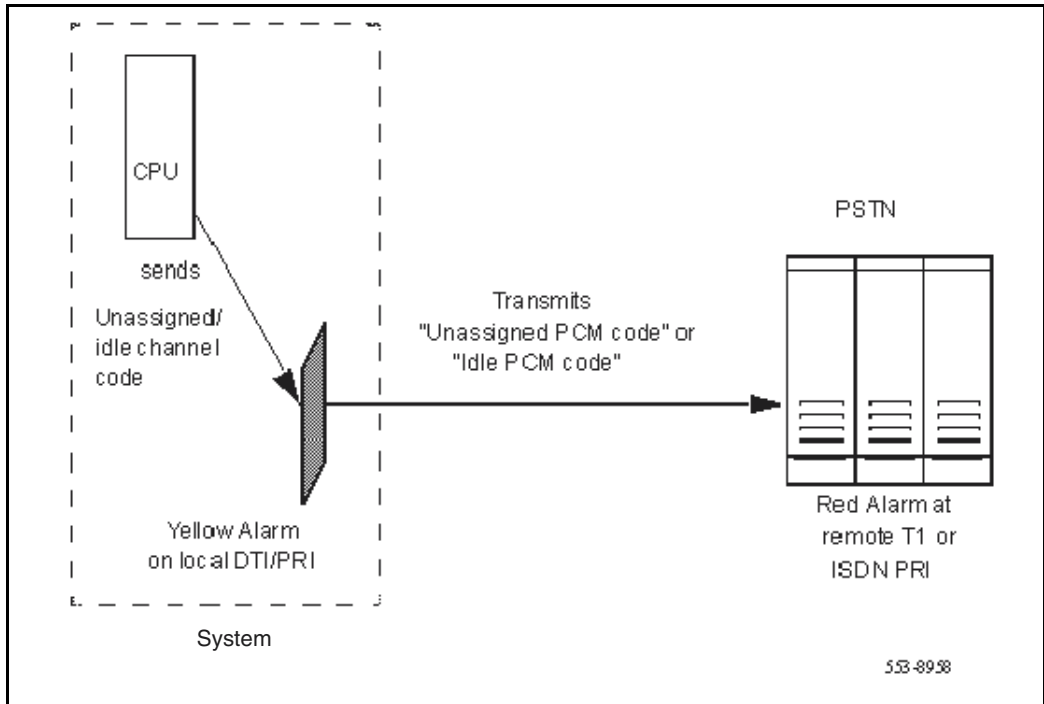 CPU
sends
Unassigned/
idle channel
code
Yellow Alarm
on local DTI/PRI
System
Transmits
"Unassigned PCM code" or
"Idle PCM code"
PSTN
Red Alarm at
remote T1 or
ISDN PRI
553-8958